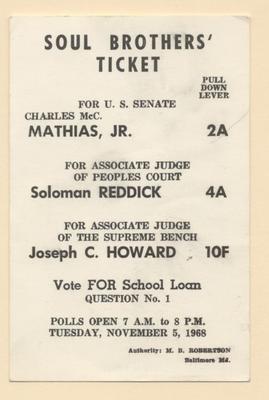 SOUL BROTHERS'
TICKET
PULL
DOWN
LEVER
FOR U. S. SENATE
CHARLES McC.
MATHIAS, JR. 2A
FOR ASSOCIATE JUDGE
OF PEOPLES COURT
Soloman REDDICK 4A
FOR ASSOCIATE JUDGE
OF THE SUPREME BENCH
Joseph C. HOWARD 10F
Vote FOR School Loan
QUESTION No. 1
POLLS OPEN 7 A.M. to 8 P.M.
TUESDAY, NOVEMBER 5, 1968
Authority: M. B. ROBERTSON
Baltimore Md.